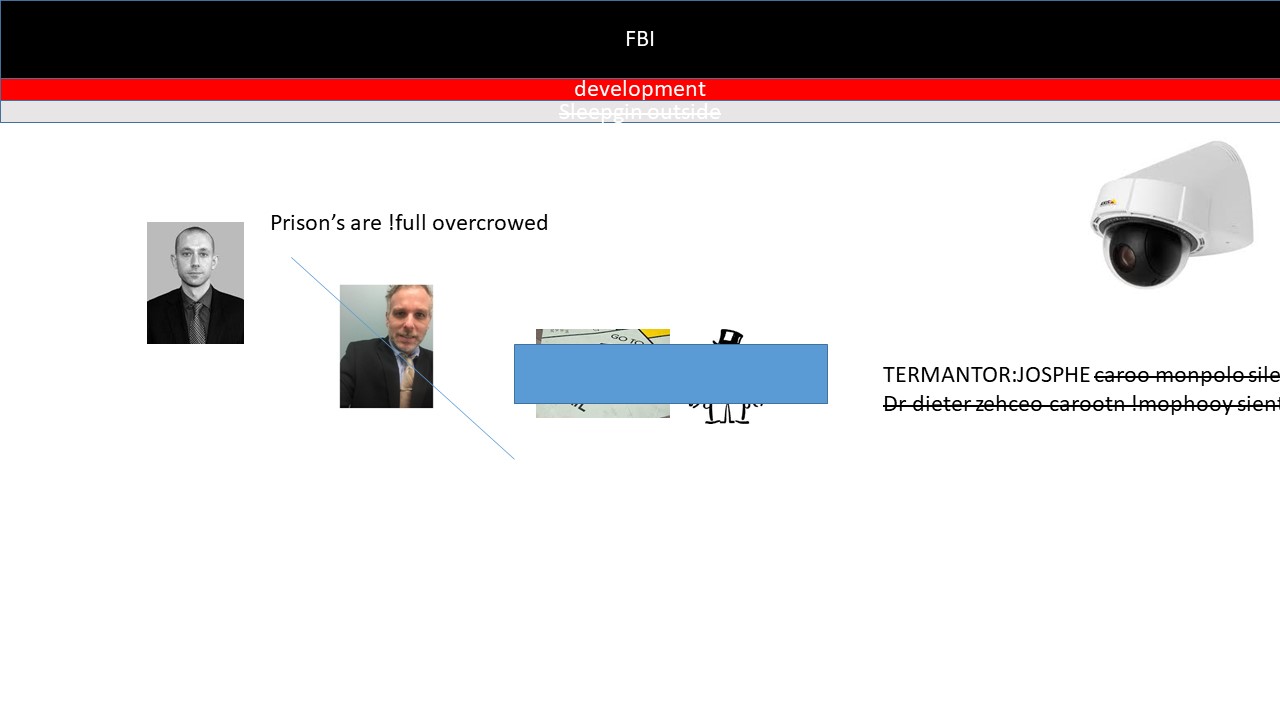 FBI
development
Sleepgin outside
Prison’s are !full overcrowed
GO TO
TERMANTOR:JOSPHE caroo monpolo sile
Dr dieter zehceo carootn !mophooy sient